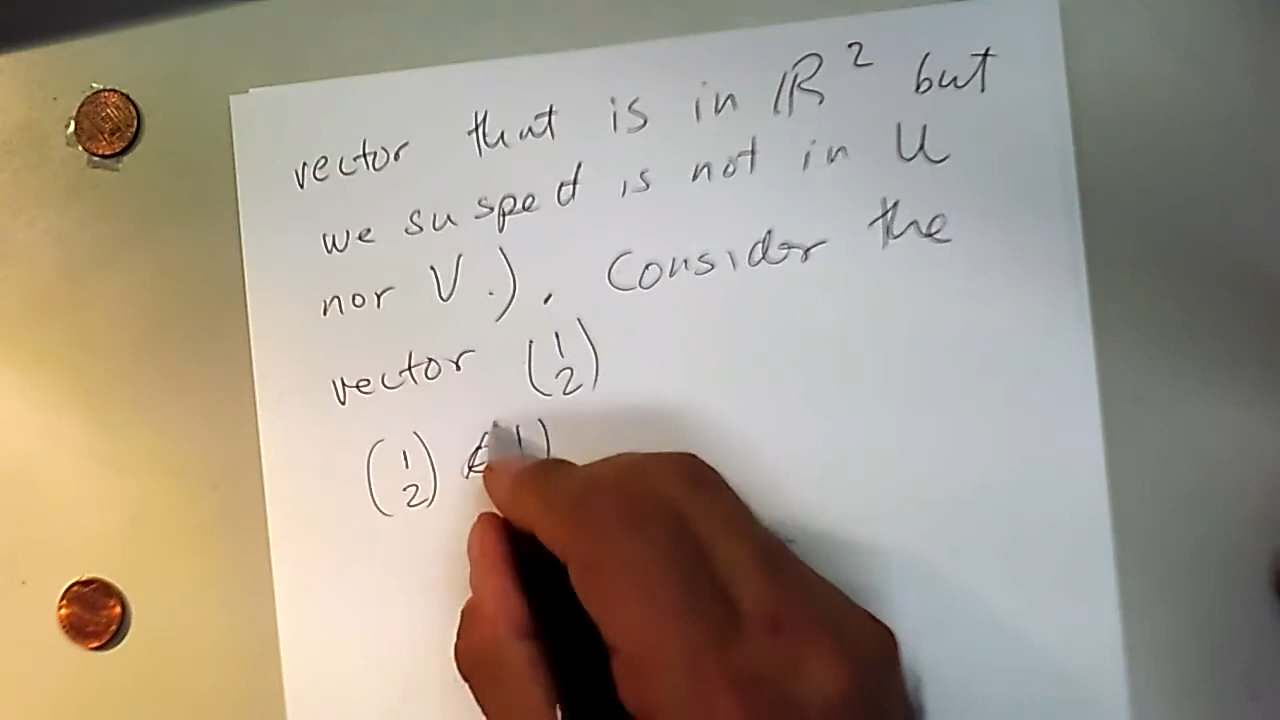 vector that is in ℝ² but
we suspect is not in U
nor V.). Consider the
vector (1 2)
(1 2) ∉ U